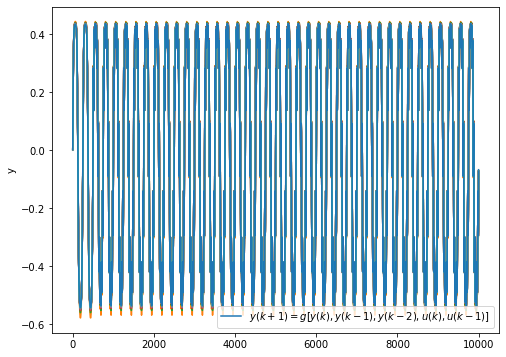 0.4
0.2
0.0
−0.2
−0.4
−0.6
y
0 2000 4000 6000 8000 10000
y(k + 1) = g[y(k), y(k − 1), y(k − 2), u(k), u(k − 1)]